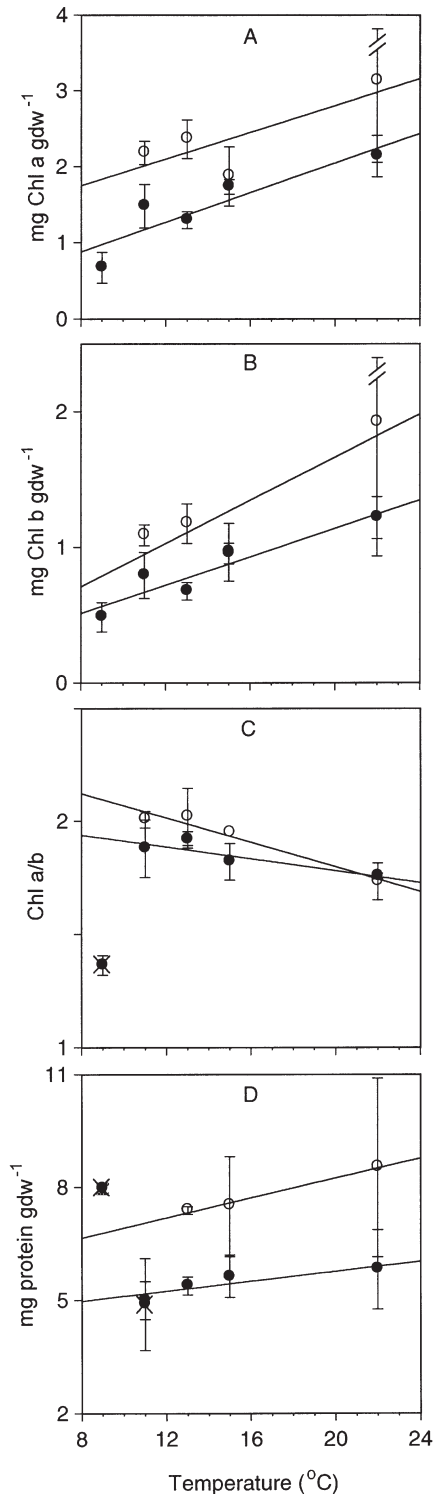 A
4
3
2
1
0
mg Chl a gdw-1
B
2
1
0
mg Chl b gdw-1
C
2
1
Chl a/b
D
11
8
5
2
mg protein gdw-1
8 12 16 20 24
Temperature (°C)